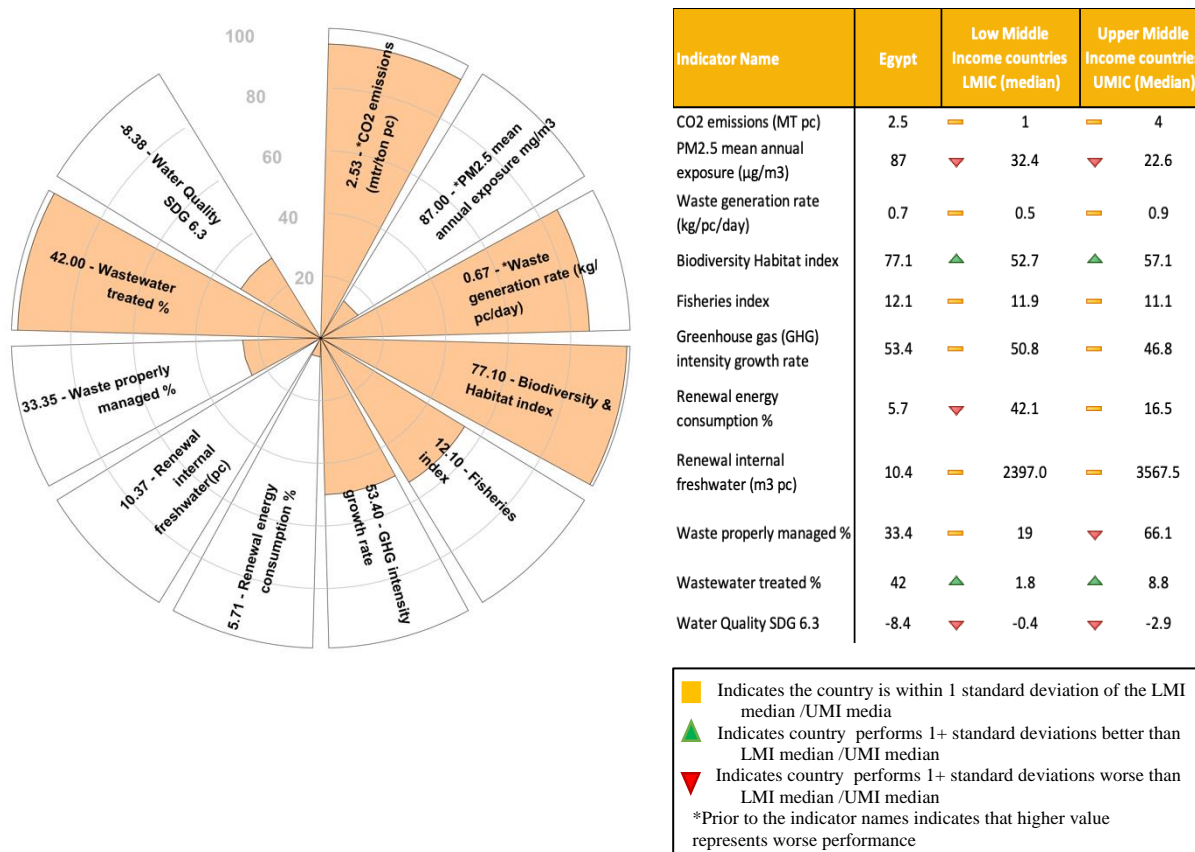 100
80
60
40
20
2.53 - *CO2 emissions
(mtr/ton pc)
87.00 - *PM2.5 mean
annual exposure mg/m3
0.67 - *Waste
generation rate (kg/
pc/day)
77.10 - Biodiversity &
Habitat index
12.10 - Fisheries
index
53.40 - GHG intensity
growth rate
5.71 - Renewal energy
consumption %
10.37 - Renewal
internal
freshwater(pc)
33.35 - Waste properly
managed %
42.00 - Wastewater
treated %
-8.38 - Water Quality
SDG 6.3
Indicator Name Egypt Low Middle Income countries LMIC (median) Upper Middle Income countries UMIC (Median)
CO2 emissions (MT pc) 2.5 1 4
PM2.5 mean annual
exposure (µg/m3) 87 32.4 22.6
Waste generation rate
(kg/pc/day) 0.7 0.5 0.9
Biodiversity Habitat index 77.1 52.7 57.1
Fisheries index 12.1 11.9 11.1
Greenhouse gas (GHG)
intensity growth rate 53.4 50.8 46.8
Renewal energy
consumption % 5.7 42.1 16.5
Renewal internal
freshwater (m3 pc) 10.4 2397.0 3567.5
Waste properly managed % 33.4 19 66.1
Wastewater treated % 42 1.8 8.8
Water Quality SDG 6.3 -8.4 -0.4 -2.9
Indicates the country is within 1 standard deviation of the LMI
median /UMI media
Indicates country performs 1+ standard deviations better than
LMI median /UMI median
Indicates country performs 1+ standard deviations worse than
LMI median /UMI median
*Prior to the indicator names indicates that higher value
represents worse performance